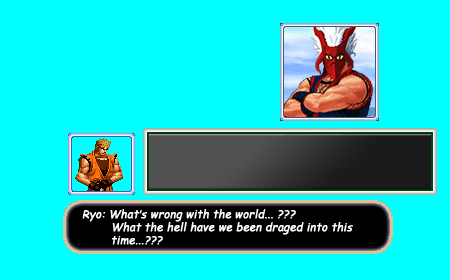 Ryo: What's wrong with the world... ???
What the hell have we been draged into this
time...???